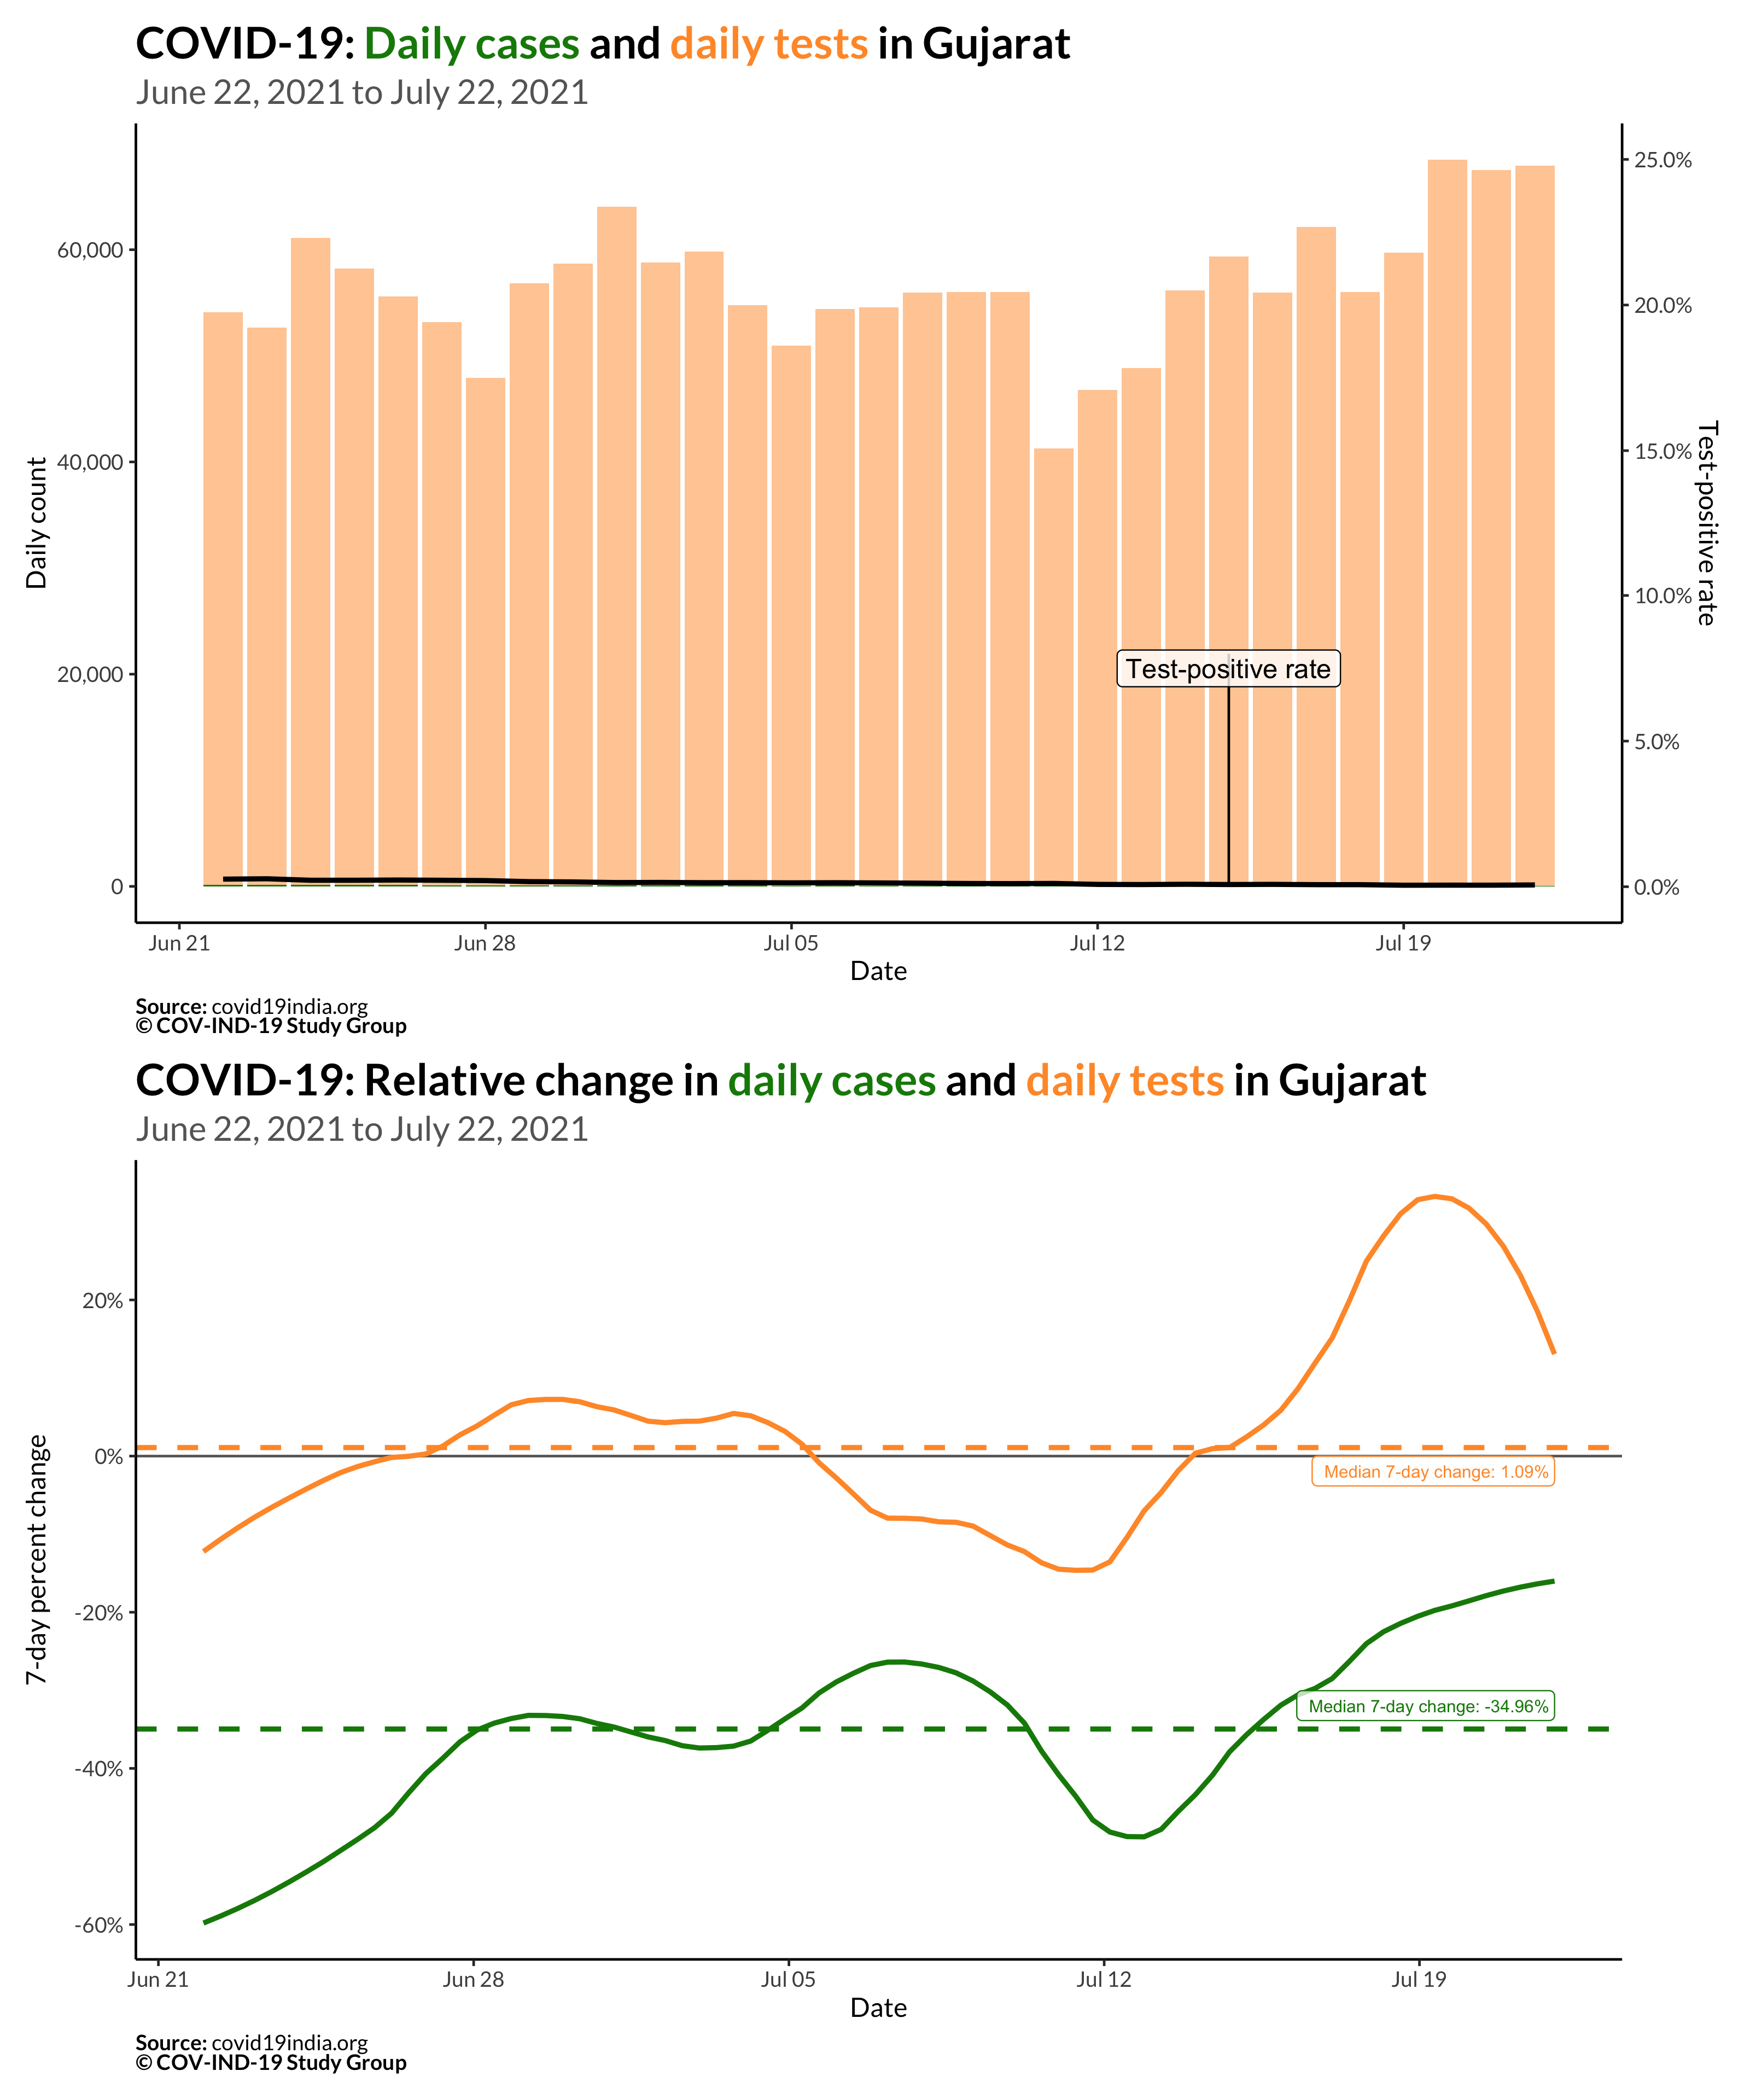 COVID-19: Daily cases and daily tests in Gujarat
June 22, 2021 to July 22, 2021
25.0%
60,000
20.0%
40,000
15.0%
Daily count
Test-positive rate
10.0%
20,000
Test-positive rate
5.0%
0
0.0%
Jun 21 Jun 28 Jul 05 Jul 12 Jul 19
Date
Source: covid19india.org
© COV-IND-19 Study Group
COVID-19: Relative change in daily cases and daily tests in Gujarat
June 22, 2021 to July 22, 2021
20%
0%
Median 7-day change: 1.09%
7-day percent change
-20%
Median 7-day change: -34.96%
-40%
-60%
Jun 21 Jun 28 Jul 05 Jul 12 Jul 19
Date
Source: covid19india.org
© COV-IND-19 Study Group